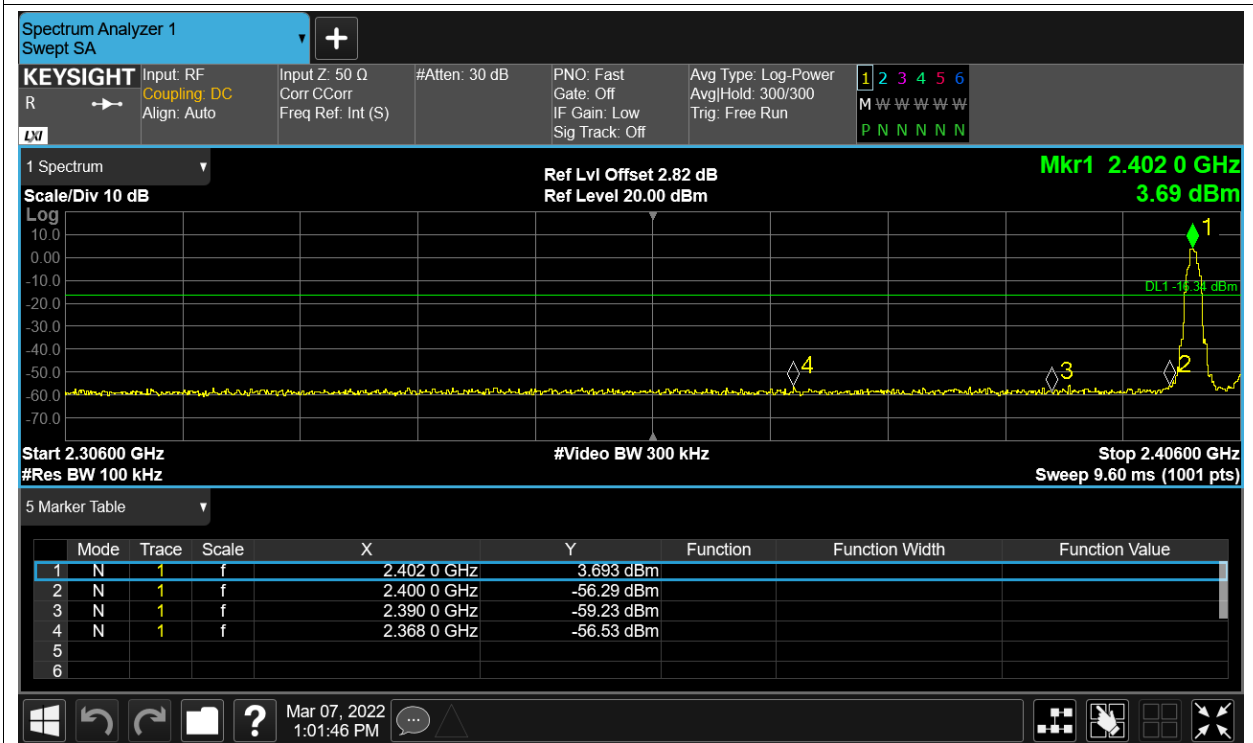 Spectrum Analyzer 1
Swept SA
+
KEYSIGHT
R
LXI
Input: RF
Coupling: DC
Align: Auto
Input Z: 50 Ω
Corr CCorr
Freq Ref: Int (S)
#Atten: 30 dB
PNO: Fast
Gate: Off
IF Gain: Low
Sig Track: Off
Avg Type: Log-Power
Avg|Hold: 300/300
Trig: Free Run
1 2 3 4 5 6
M W W W W W
P N N N N N
1 Spectrum
Scale/Div 10 dB
Ref Lvl Offset 2.82 dB
Ref Level 20.00 dBm
Mkr1 2.402 0 GHz
3.69 dBm
Log
10.0
0.00
-10.0
-20.0
-30.0
-40.0
-50.0
-60.0
-70.0
1
DL1 -16.34 dBm
4
3
2
Start 2.30600 GHz
#Video BW 300 kHz
Stop 2.40600 GHz
#Res BW 100 kHz
Sweep 9.60 ms (1001 pts)
5 Marker Table
Mode Trace Scale X Y Function Function Width Function Value
1 N 1 f 2.402 0 GHz 3.693 dBm
2 N 1 f 2.400 0 GHz -56.29 dBm
3 N 1 f 2.390 0 GHz -59.23 dBm
4 N 1 f 2.368 0 GHz -56.53 dBm
5
6
?
Mar 07, 2022
1:01:46 PM